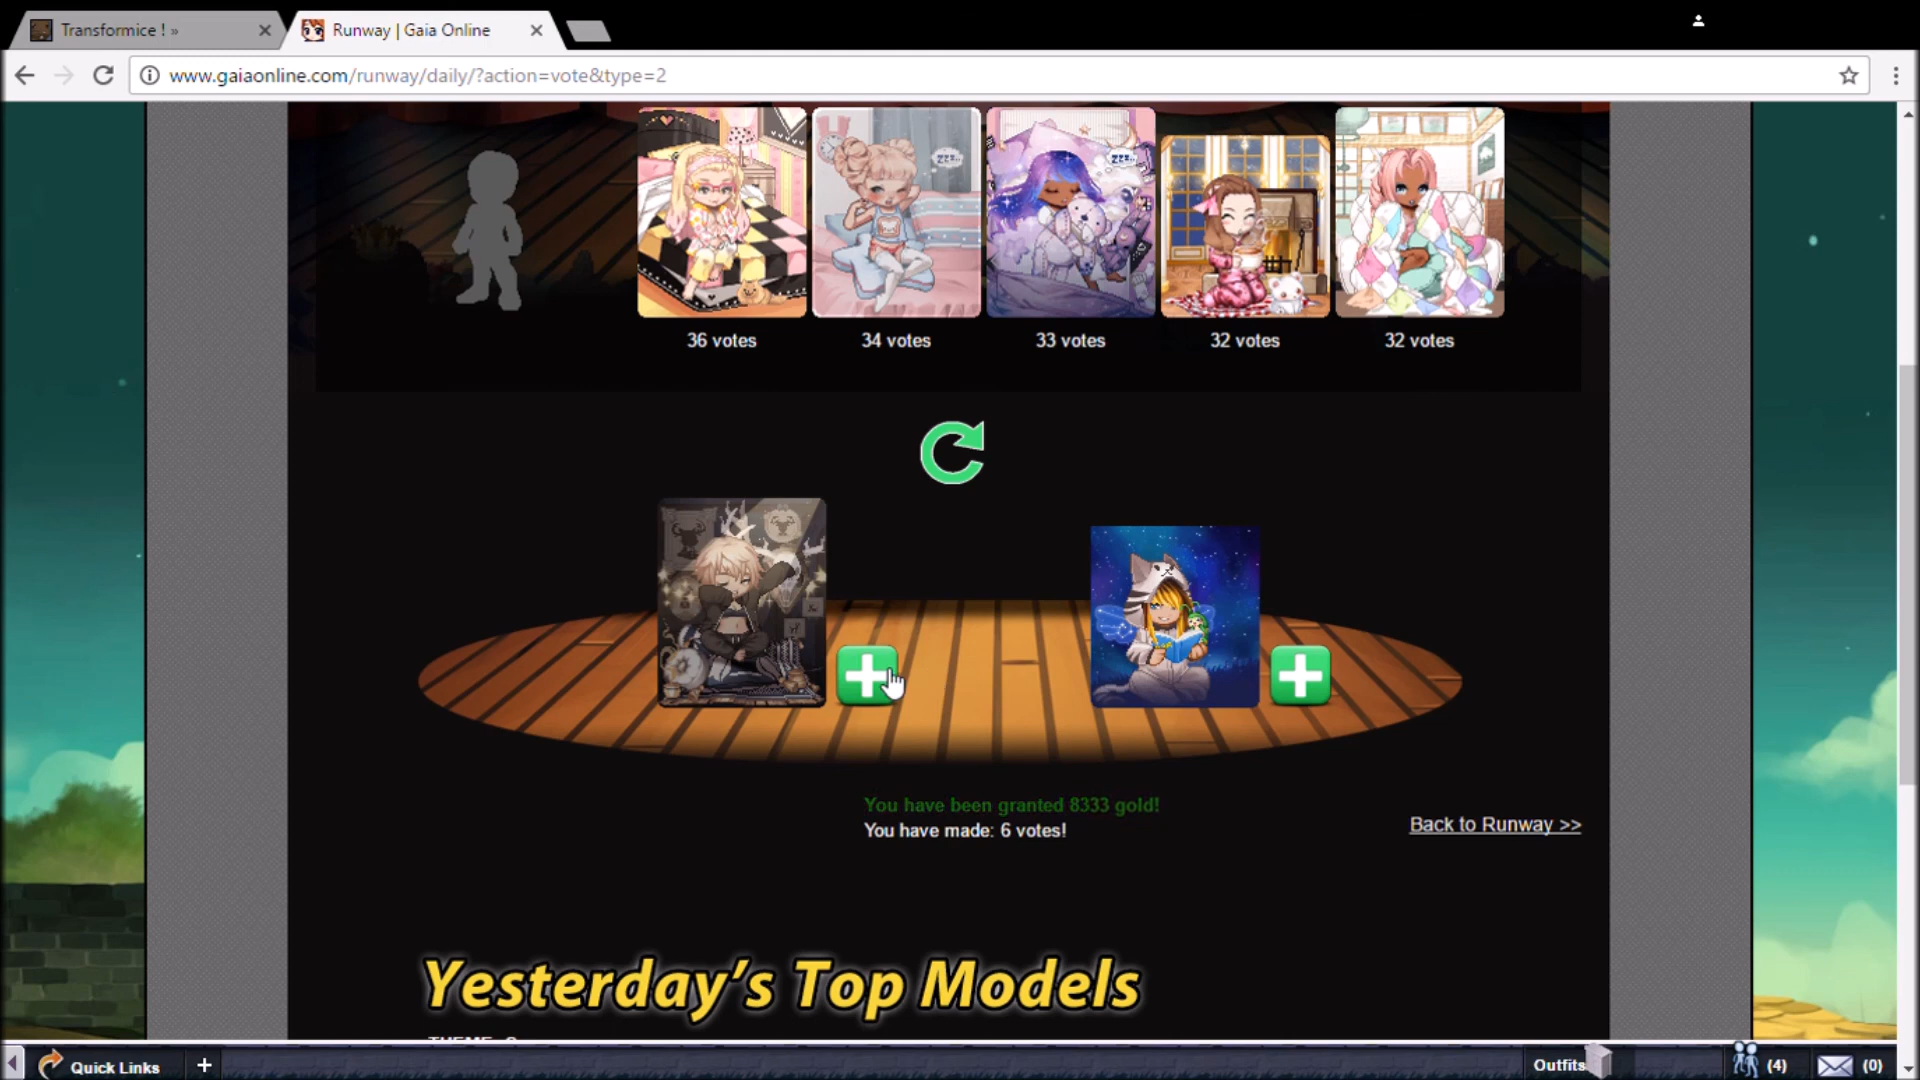 Transformice ! »
Runway | Gaia Online
www.gaiaonline.com/runway/daily/?action=vote&type=2
zzz..
zzz..
36 votes
34 votes
33 votes
32 votes
32 votes
You have been granted 8333 gold!
You have made: 6 votes!
Back to Runway >>
Yesterday's Top Models
Quick Links
Outfits
(4)
(0)